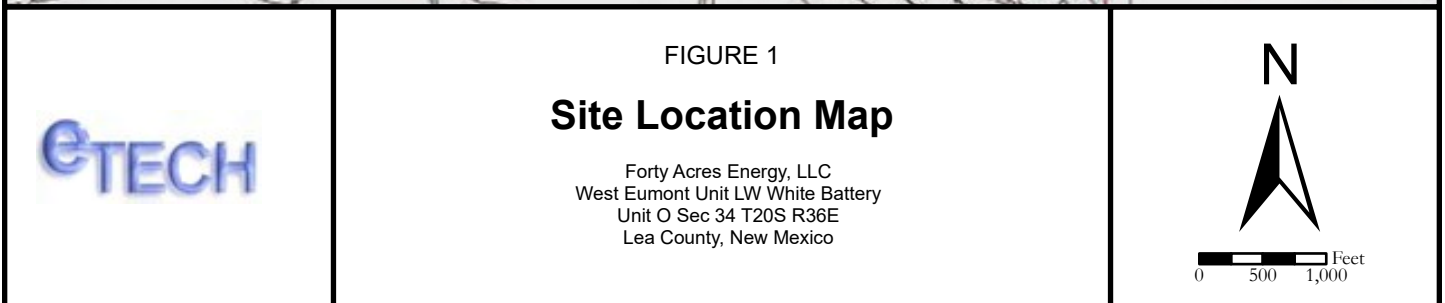 eTECH
FIGURE 1
Site Location Map
Forty Acres Energy, LLC
West Eumont Unit LW White Battery
Unit O Sec 34 T20S R36E
Lea County, New Mexico
N
Feet
0 500 1,000